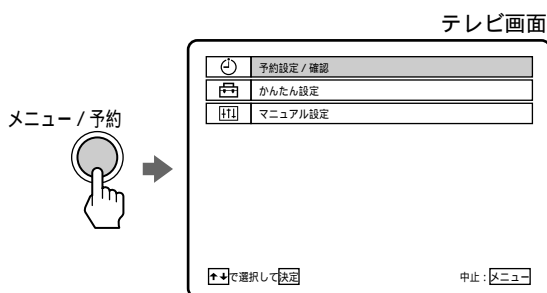 テレビ画面
予約設定 / 確認
かんたん設定
マニュアル設定
メニュー / 予約
↑↓で選択して決定
中止 : メニュー